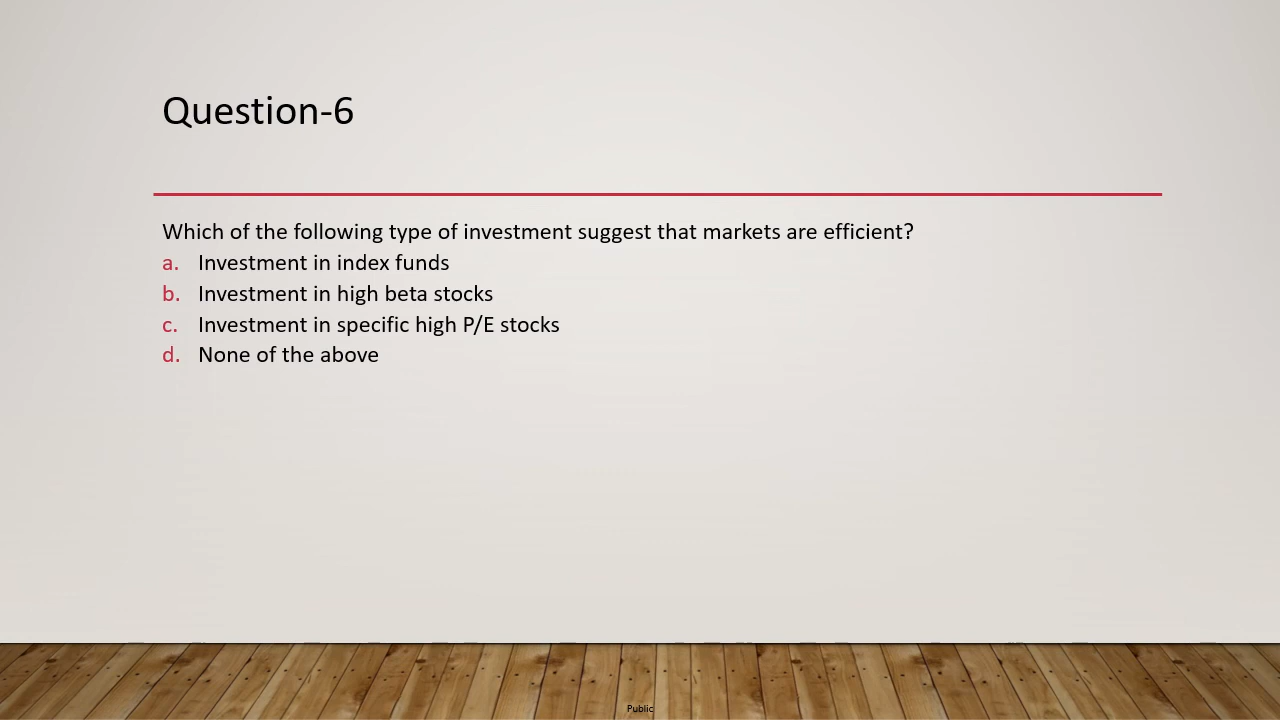 Question-6
Which of the following type of investment suggest that markets are efficient?
a. Investment in index funds
b. Investment in high beta stocks
c. Investment in specific high P/E stocks
d. None of the above
Public